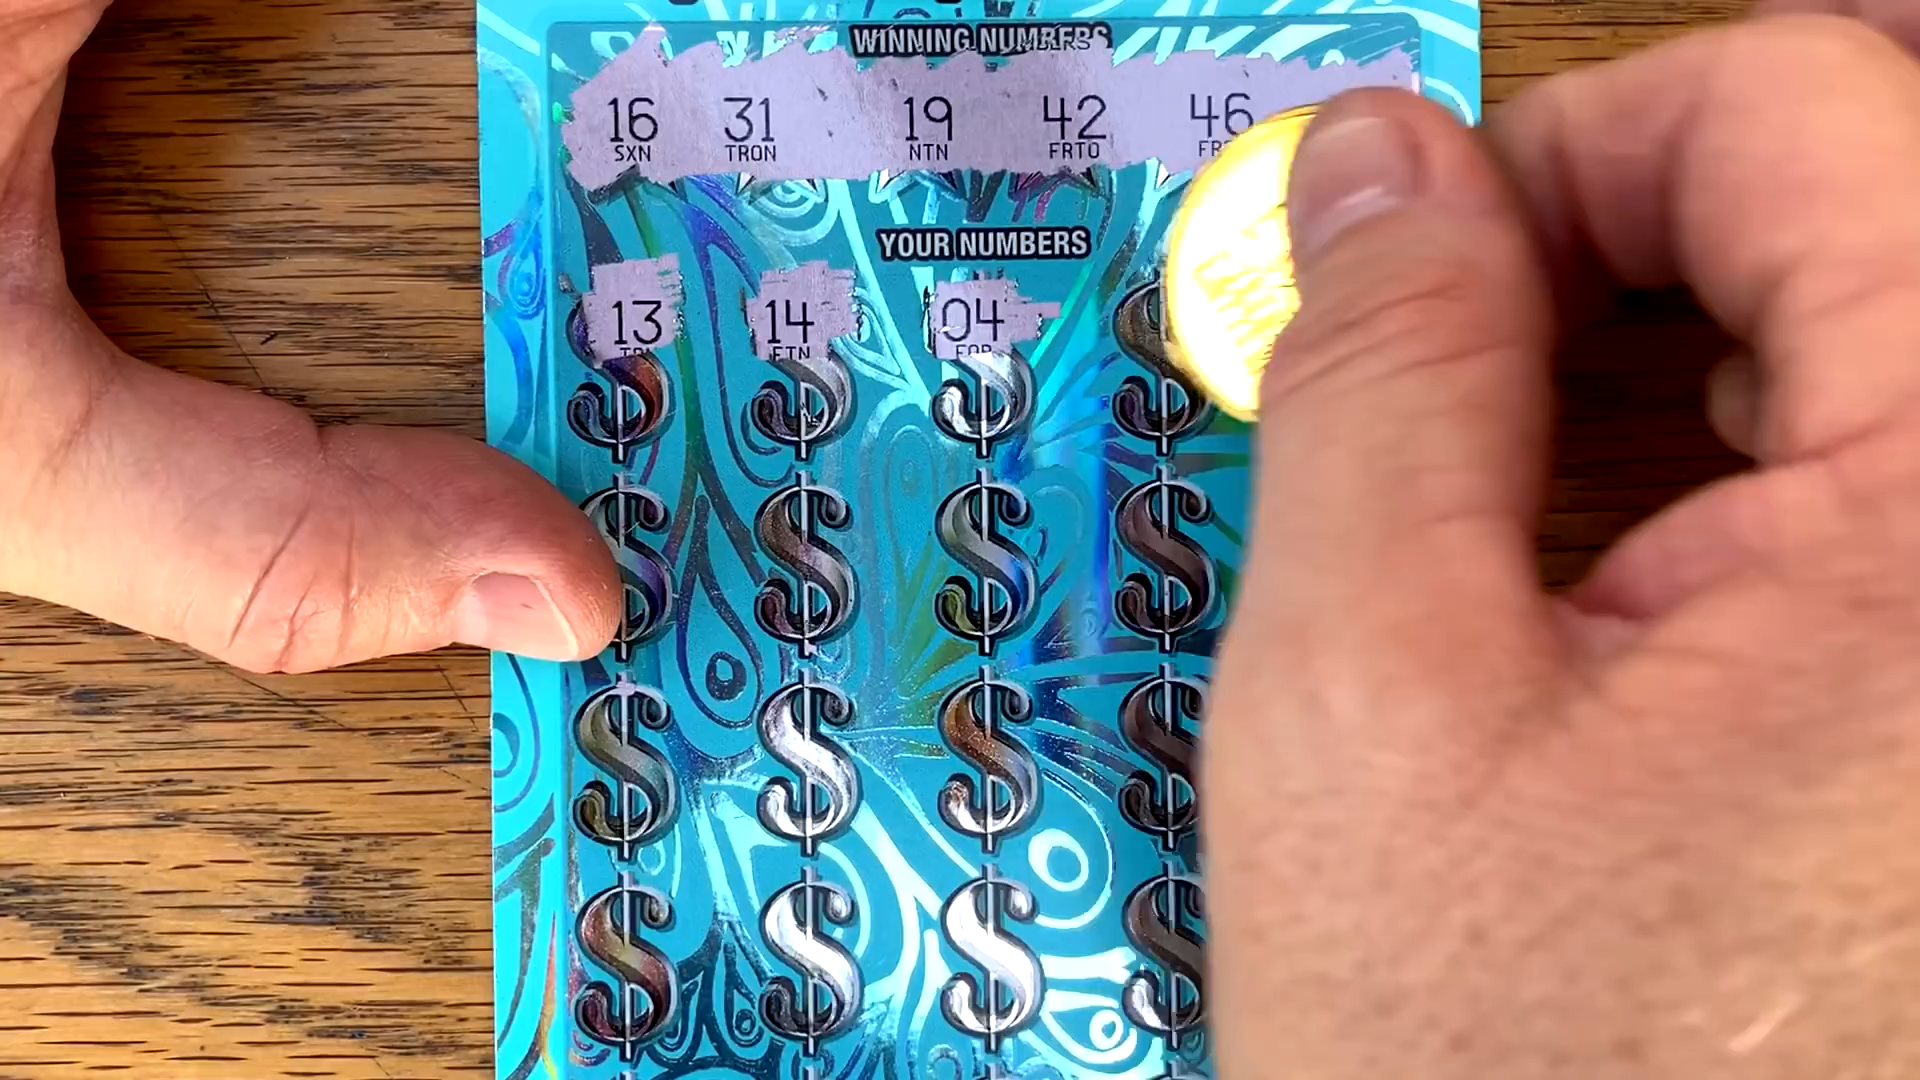 WINNING NUMBERS
16 31 19 42 46
SXN TRON NTN FRTO
YOUR NUMBERS
13 14 04